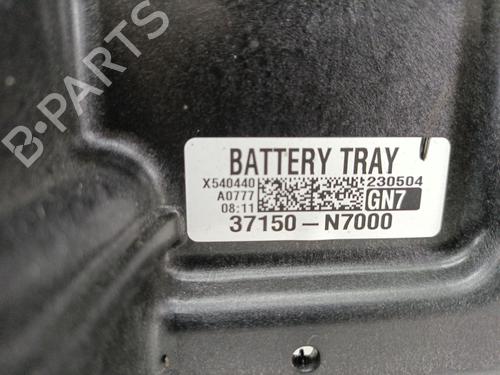 B-PARTS
BATTERY TRAY
X540440 230504
A0777 GN7
08:11
37150-N7000